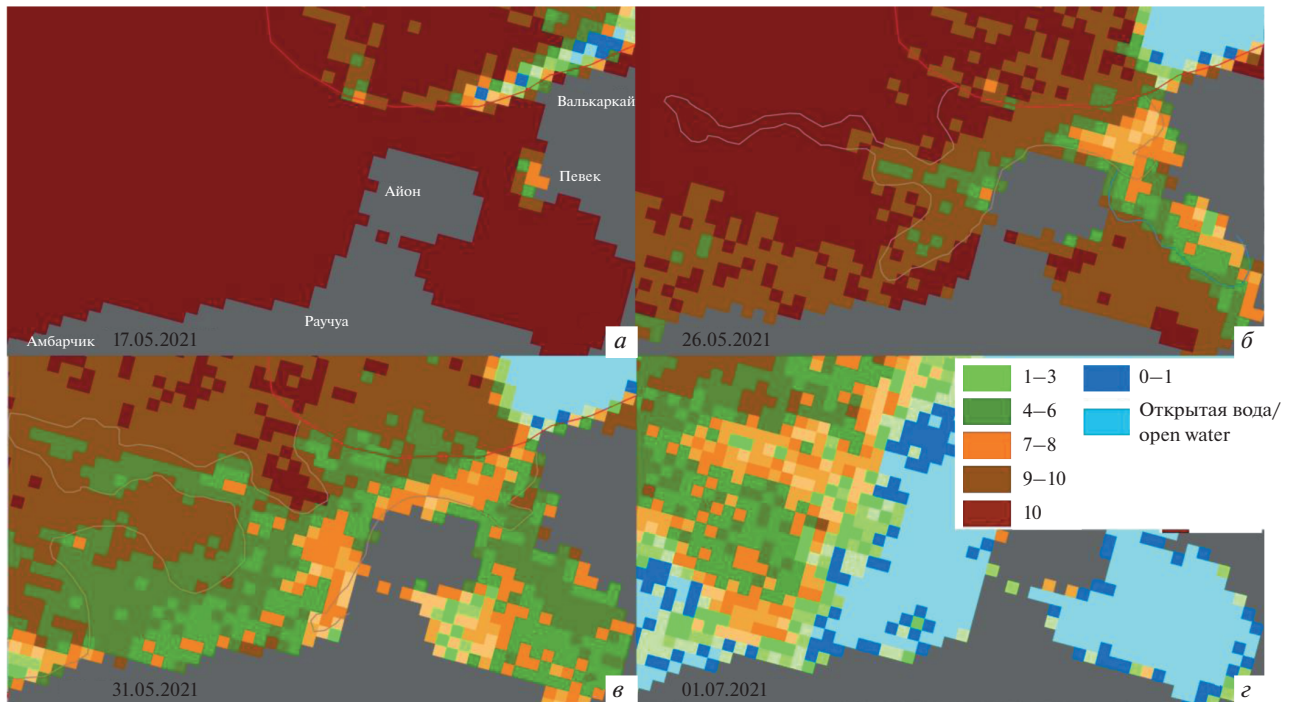 Валькаркай
Певек
Айон
Раучуа
Амбарчик 17.05.2021
а
26.05.2021
б
31.05.2021
в
1–3
4–6
7–8
9–10
10
0–1
Открытая вода/
open water
01.07.2021
г